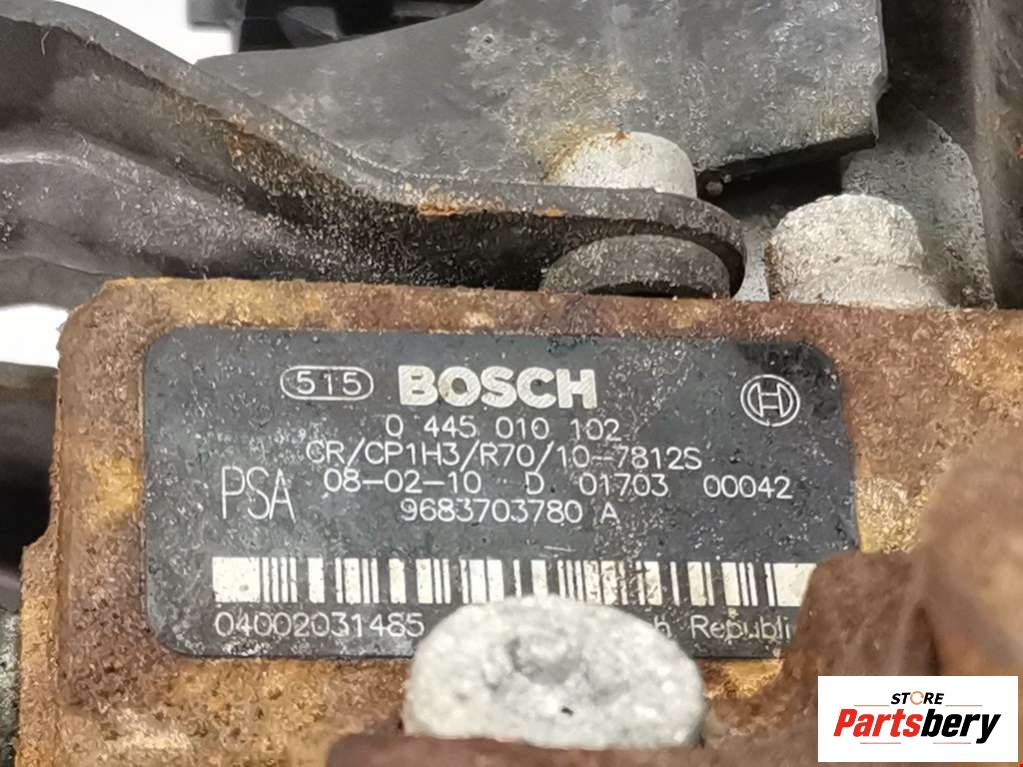 515 BOSCH
0 445 010 102
CR/CP1H3/R70/10-7812S
PSA 08-02-10 D 01703 00042
9683703780 A
04002031485
STORE
Partsbery